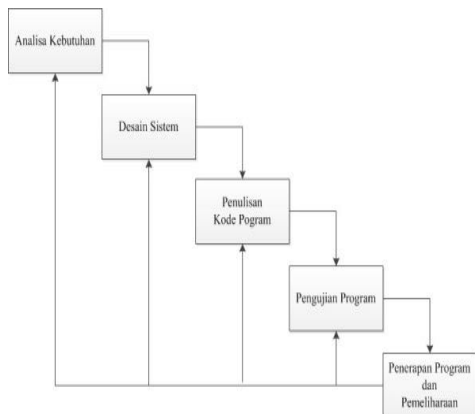 Analisa Kebutuhan
Desain Sistem
Penulisan
Kode Pogram
Pengujian Program
Penerapan Program
dan
Pemeliharaan